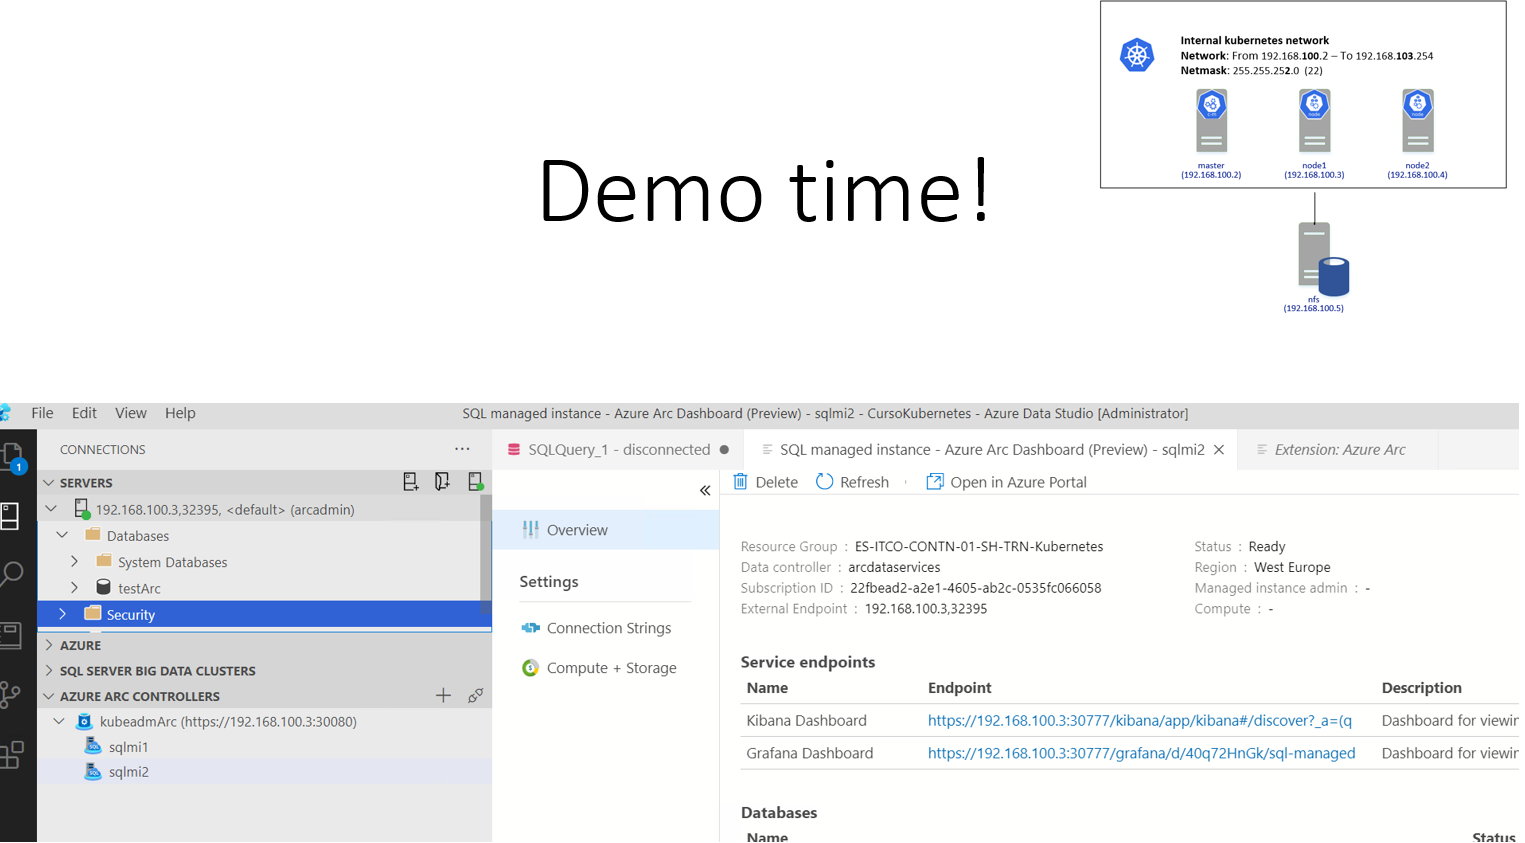 Internal kubernetes network
Network: From 192.168.100.2 – To 192.168.103.254
Netmask: 255.255.252.0 (22)
master
(192.168.100.2)
node1
(192.168.100.3)
node2
(192.168.100.4)
Demo time!
nfs
(192.168.100.5)
File Edit View Help
SQL managed instance - Azure Arc Dashboard (Preview) - sqlmi2 - CursoKubernetes - Azure Data Studio [Administrator]
CONNECTIONS ···
SQLQuery_1 - disconnected
SQL managed instance - Azure Arc Dashboard (Preview) - sqlmi2
Extension: Azure Arc
1
SERVERS
192.168.100.3,32395, <default> (arcadmin)
Databases
System Databases
testArc
Security
AZURE
SQL SERVER BIG DATA CLUSTERS
AZURE ARC CONTROLLERS
kubeadmArc (https://192.168.100.3:30080)
sqlmi1
sqlmi2
Overview
Settings
Connection Strings
Compute + Storage
Delete Refresh Open in Azure Portal
Resource Group : ES-ITCO-CONTN-01-SH-TRN-Kubernetes
Data controller : arcdataservices
Subscription ID : 22fbead2-a2e1-4605-ab2c-0535fc066058
External Endpoint : 192.168.100.3,32395
Status : Ready
Region : West Europe
Managed instance admin : -
Compute : -
Service endpoints
Name Endpoint Description
Kibana Dashboard https://192.168.100.3:30777/kibana/app/kibana#/discover?_a=(q Dashboard for viewin
Grafana Dashboard https://192.168.100.3:30777/grafana/d/40q72HnGk/sql-managed Dashboard for viewin
Databases
Name Status